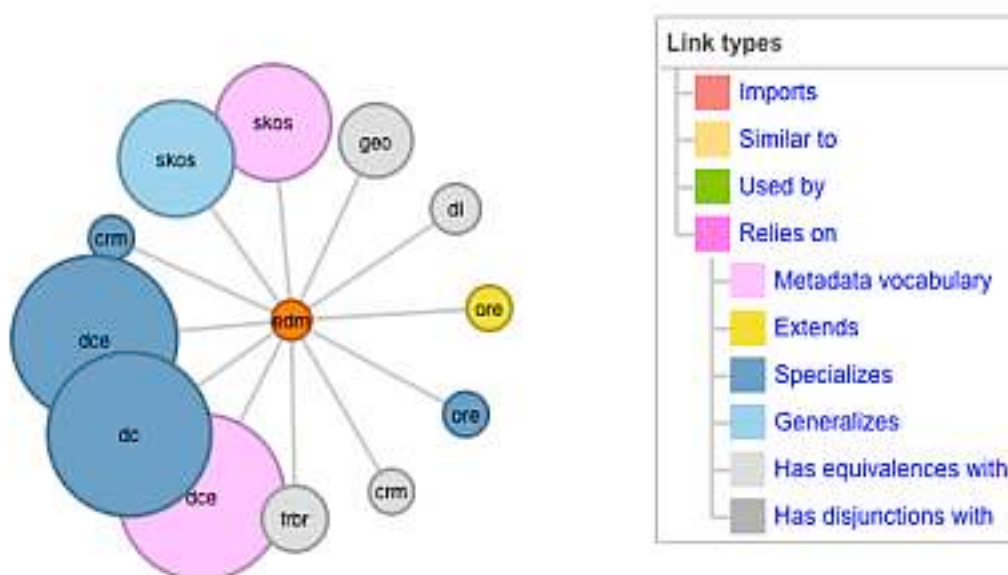 skos
skos
geo
dl
crm
edm
ore
dce
ore
dc
crm
dce
frbr
Link types
Imports
Similar to
Used by
Relies on
Metadata vocabulary
Extends
Specializes
Generalizes
Has equivalences with
Has disjunctions with